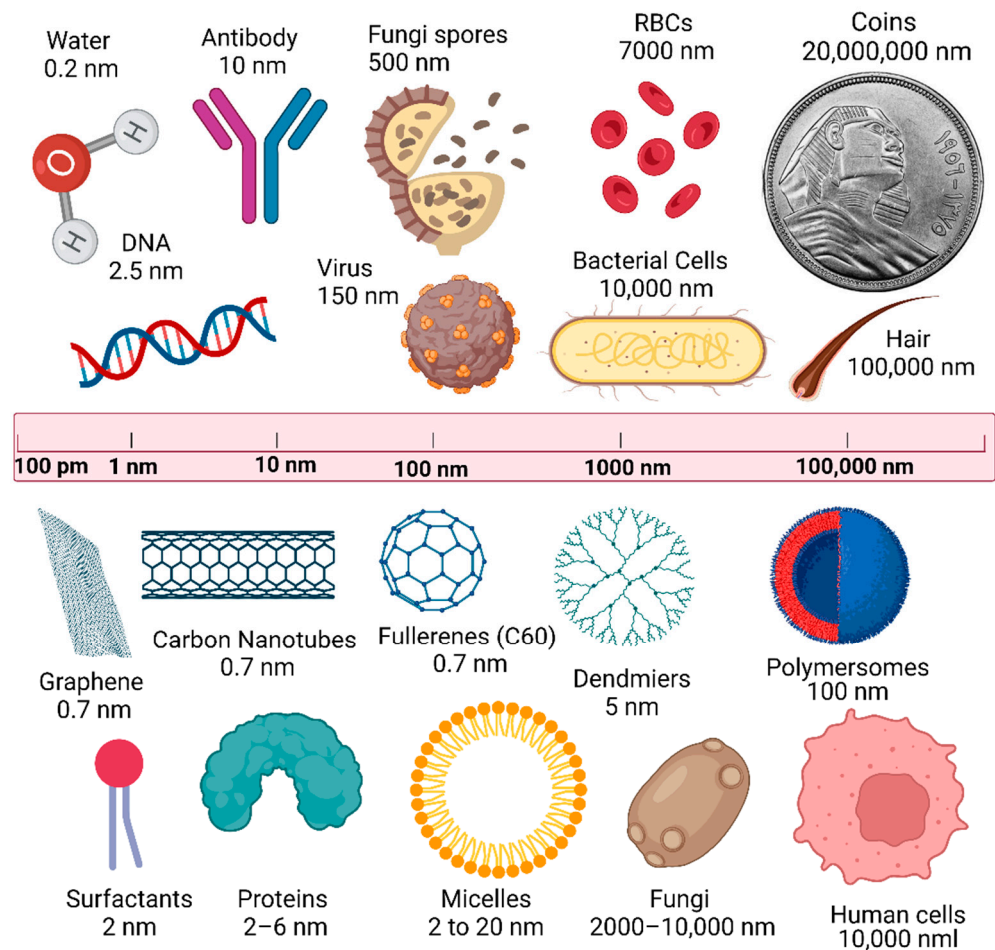 Water
0.2 nm
Antibody
10 nm
Fungi spores
500 nm
RBCs
7000 nm
Coins
20,000,000 nm
O
H
H
١٩٥٦-١٣٧٥
DNA
2.5 nm
Virus
150 nm
Bacterial Cells
10,000 nm
Hair
100,000 nm
100 pm
1 nm
10 nm
100 nm
1000 nm
100,000 nm
Graphene
0.7 nm
Carbon Nanotubes
0.7 nm
Fullerenes (C60)
0.7 nm
Dendmiers
5 nm
Polymersomes
100 nm
Surfactants
2 nm
Proteins
2–6 nm
Micelles
2 to 20 nm
Fungi
2000–10,000 nm
Human cells
10,000 nml